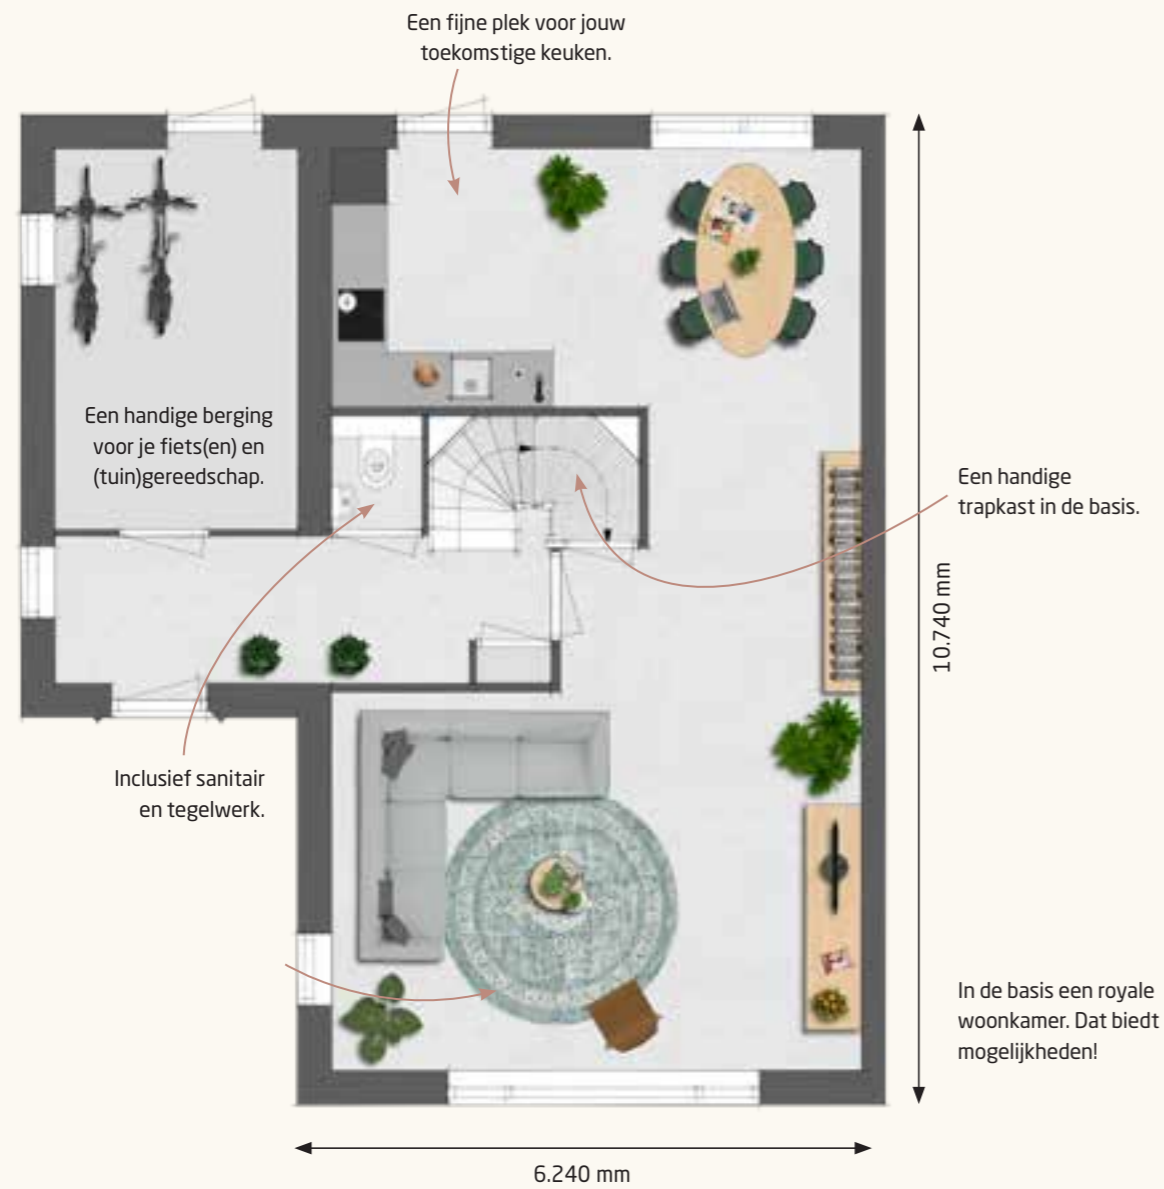 Een fijne plek voor jouw
toekomstige keuken.
Een handige berging
voor je fiets(en) en
(tuin)gereedschap.
Een handige
trapkast in de basis.
10.740 mm
Inclusief sanitair
en tegelwerk.
In de basis een royale
woonkamer. Dat biedt
mogelijkheden!
6.240 mm